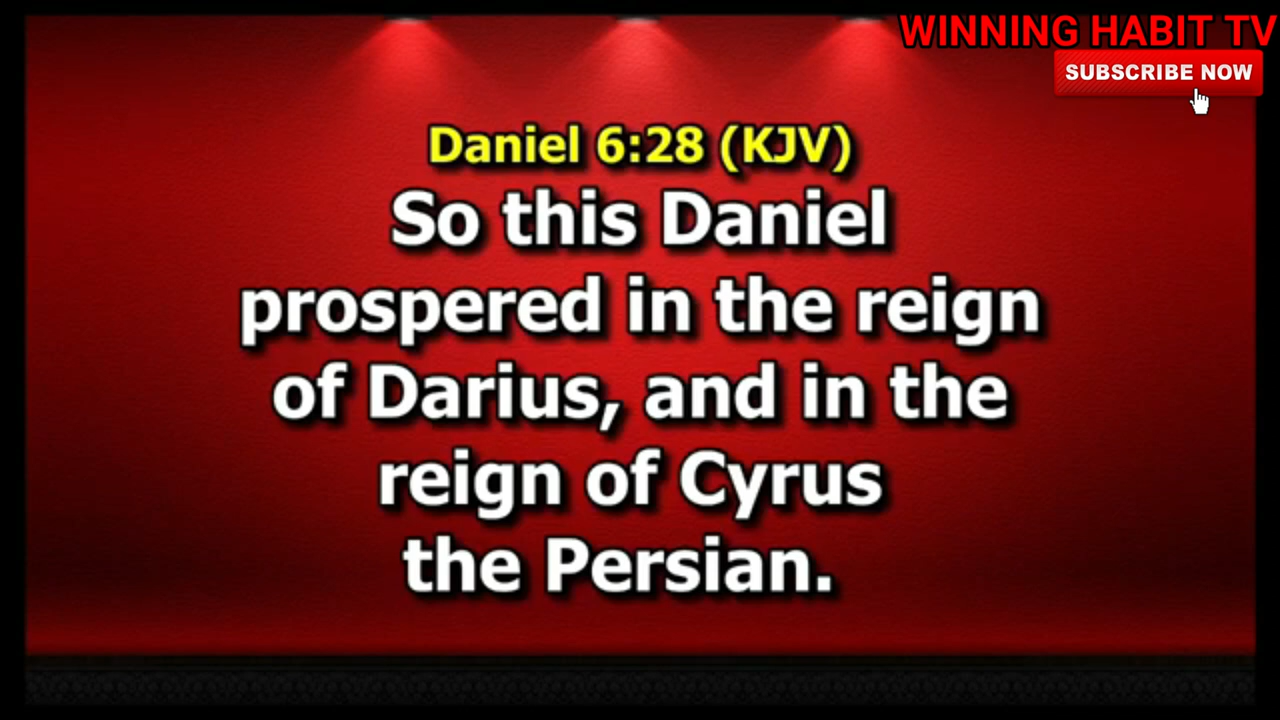 WINNING HABIT TV
SUBSCRIBE NOW
Daniel 6:28 (KJV)
So this Daniel
prospered in the reign
of Darius, and in the
reign of Cyrus
the Persian.